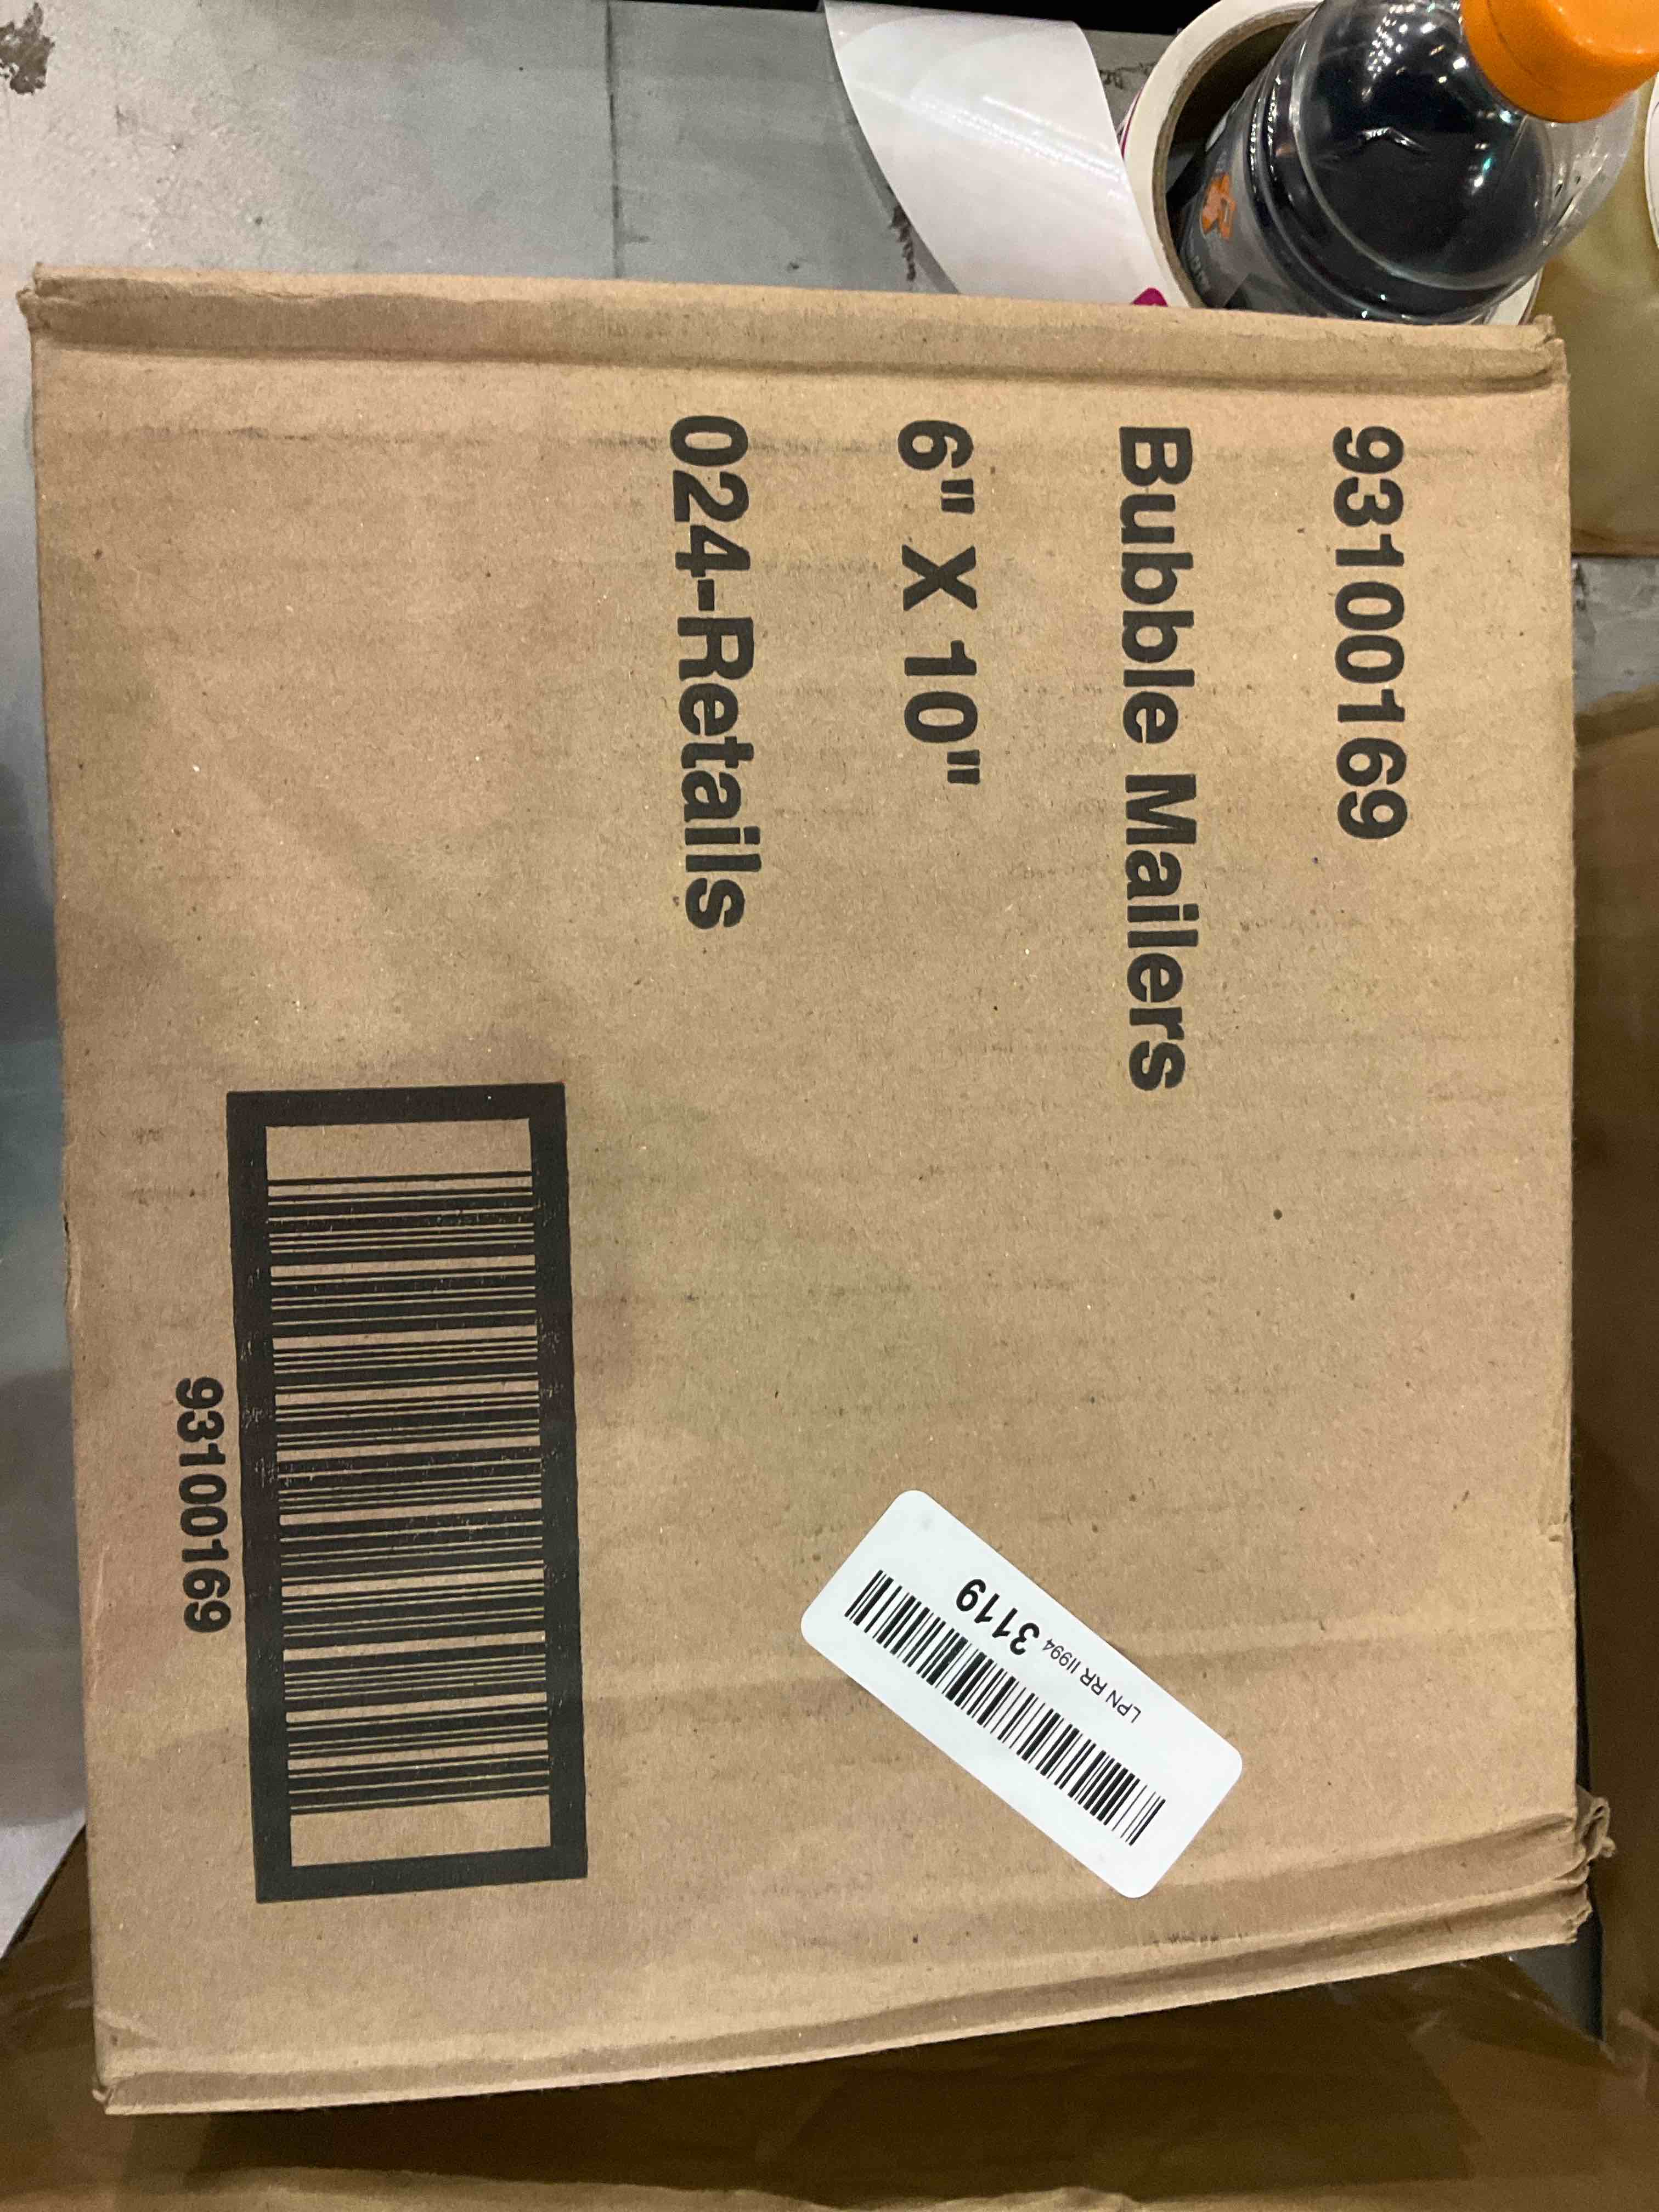 93100169
Bubble Mailers
6" X 10"
024-Retails
93100169
LPN RR II994 3119